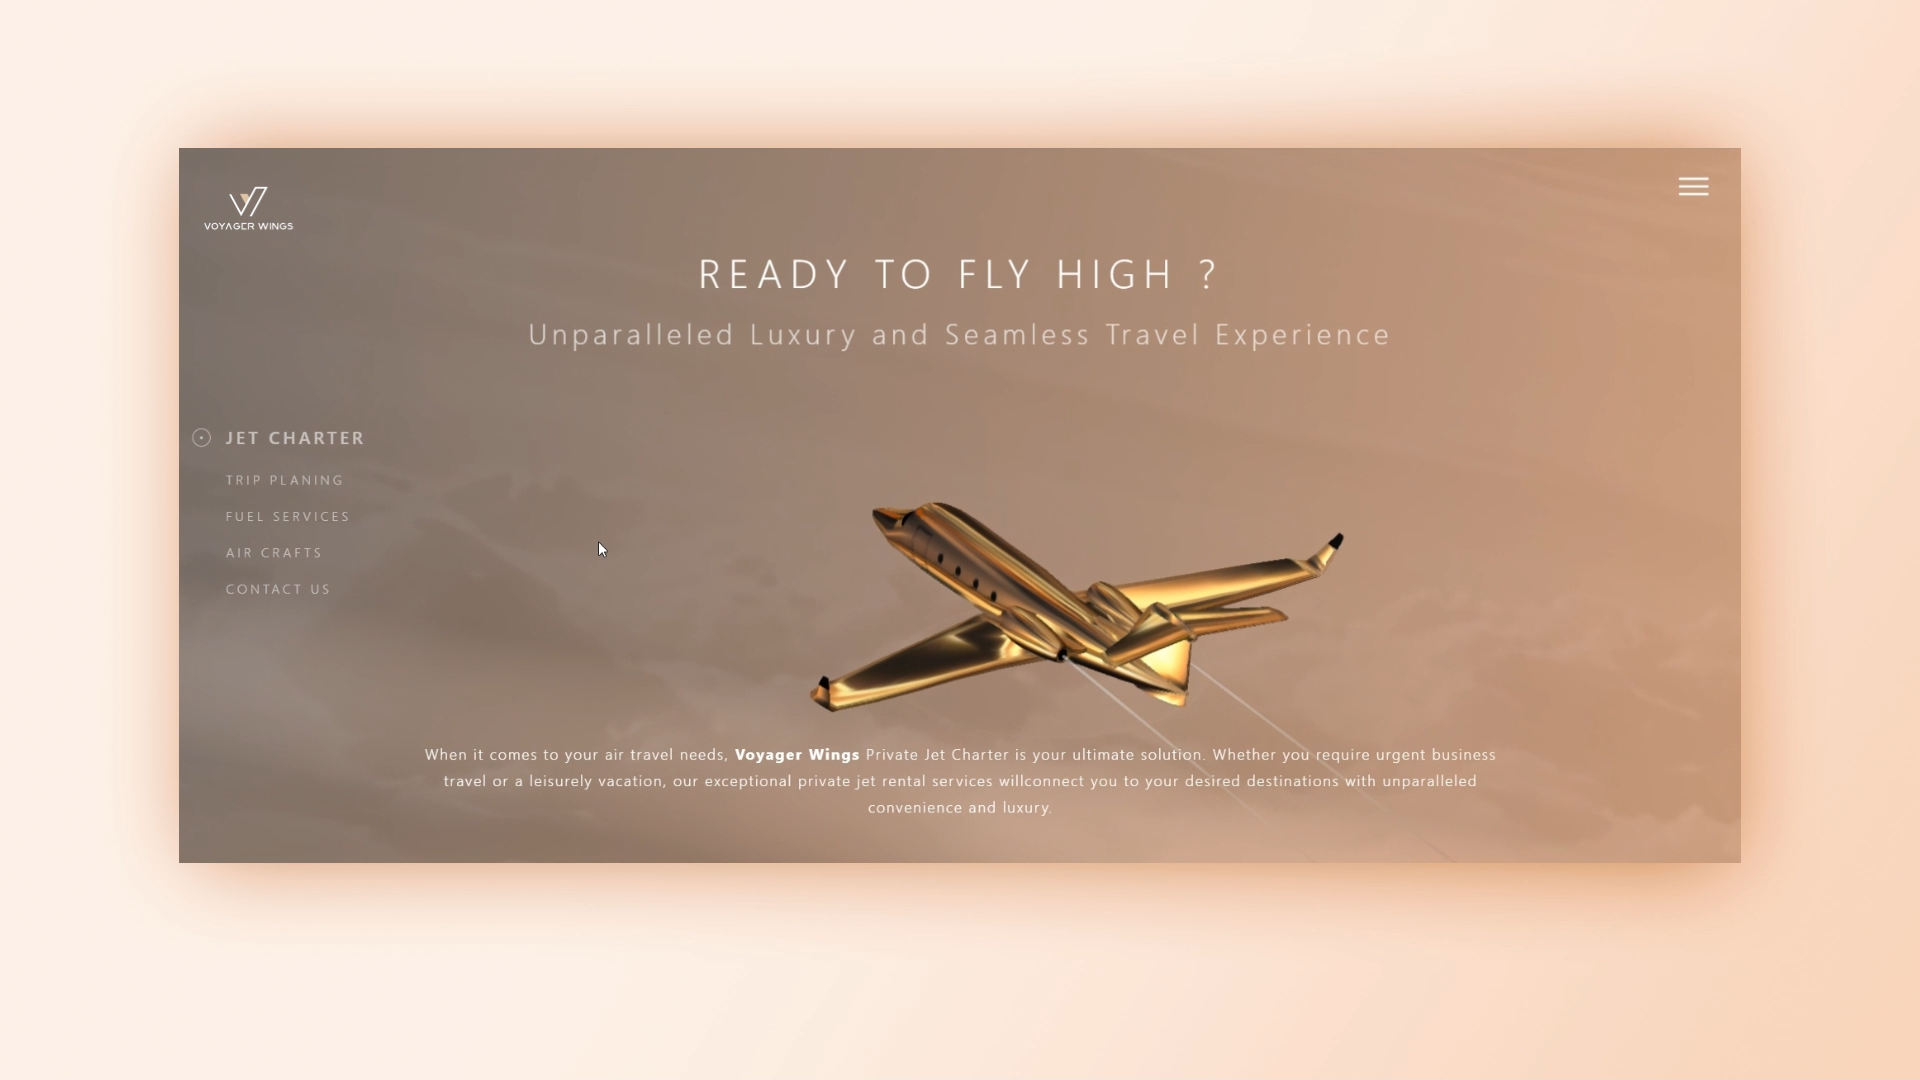 VOYAGER WINGS
READY TO FLY HIGH ?
Unparalleled Luxury and Seamless Travel Experience
JET CHARTER
TRIP PLANING
FUEL SERVICES
AIR CRAFTS
CONTACT US
When it comes to your air travel needs, Voyager Wings Private Jet Charter is your ultimate solution. Whether you require urgent business
travel or a leisurely vacation, our exceptional private jet rental services willconnect you to your desired destinations with unparalleled
convenience and luxury.